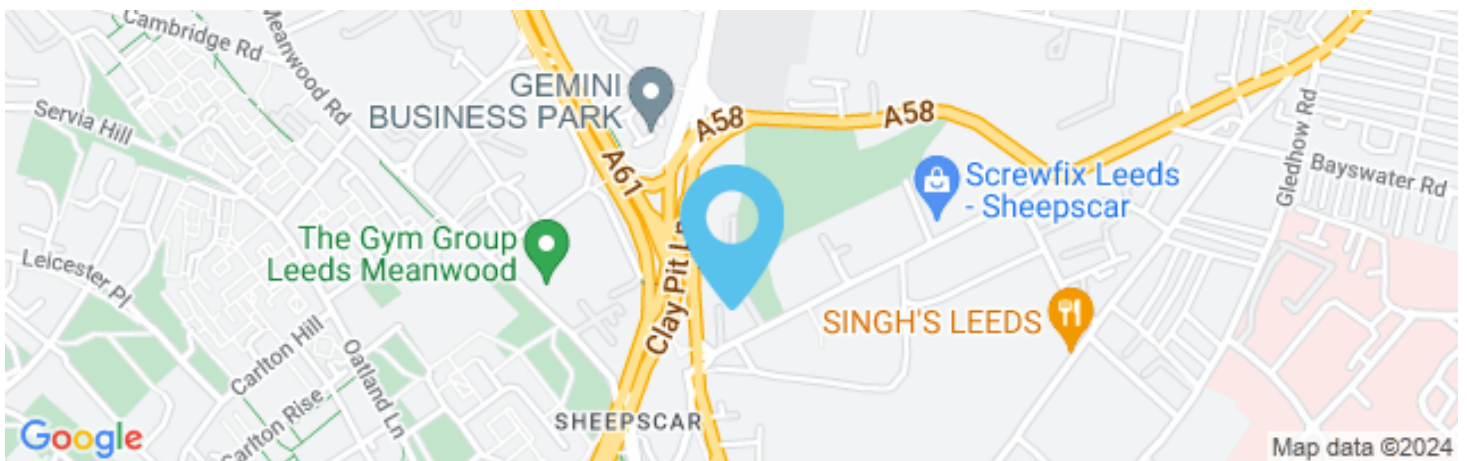 Cambridge Rd
Meanwood Rd
Servia Hill
GEMINI
BUSINESS PARK
A58
A58
A61
Gledhow Rd
Bayswater Rd
Screwfix Leeds
- Sheepscar
The Gym Group
Leeds Meanwood
Leicester Pl
Clay Pit Ln
SINGH'S LEEDS
Carlton Hill
Oatland Ln
Carlton Rise
SHEEPSCAR
Google
Map data ©2024